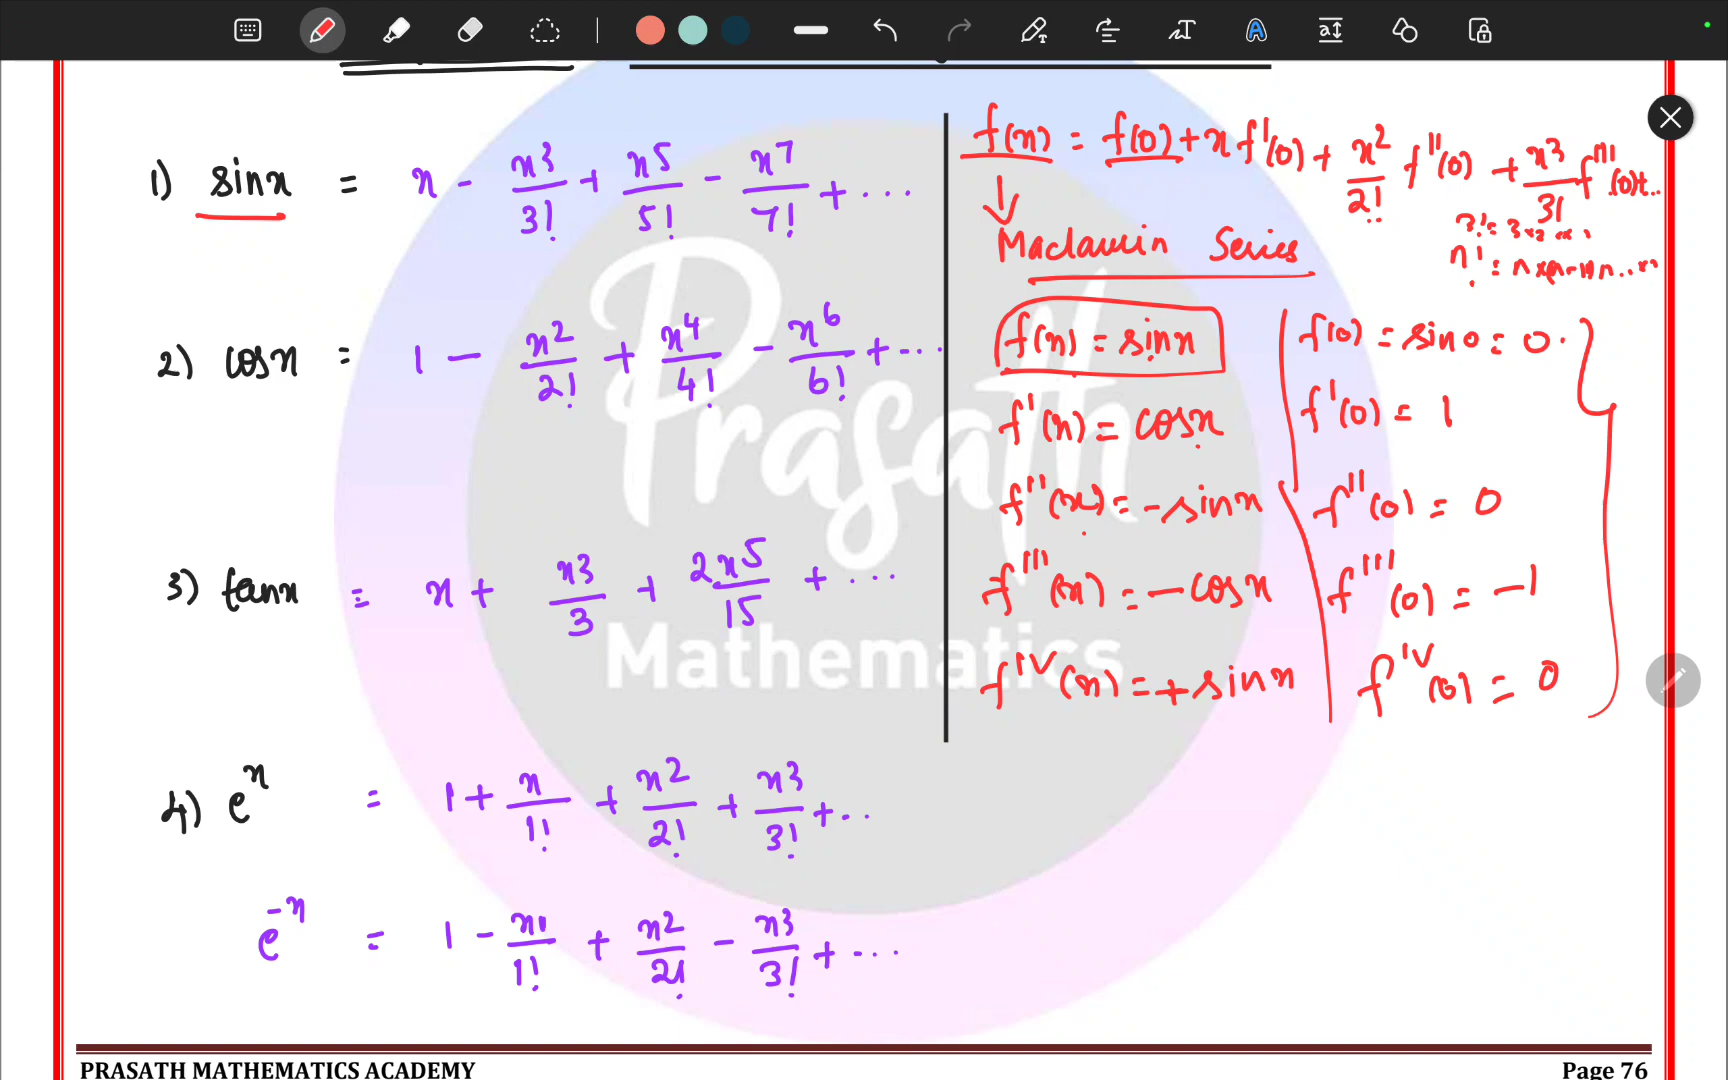 1) sinx = x - x³/3! + x⁵/5! - x⁷/7! + ...
2) cosx = 1 - x²/2! + x⁴/4! - x⁶/6! + ...
3) tanx = x + x³/3 + 2x⁵/15 + ...
4) eˣ = 1 + x/1! + x²/2! + x³/3! + ..
e⁻ˣ = 1 - x/1! + x²/2! - x³/3! + ...
f(x) = f(0) + x f'(0) + x²/2! f''(0) + x³/3! f'''(0) + ..
Maclaurin Series
f(x) = sinx
f(0) = sin0 = 0.
f'(x) = cosx
f'(0) = 1
f''(x) = -sinx
f''(0) = 0
f'''(x) = -cosx
f'''(0) = -1
fᴵⱽ(x) = +sinx
fᴵⱽ(0) = 0
Prasath
Mathematics
PRASATH MATHEMATICS ACADEMY
Page 76